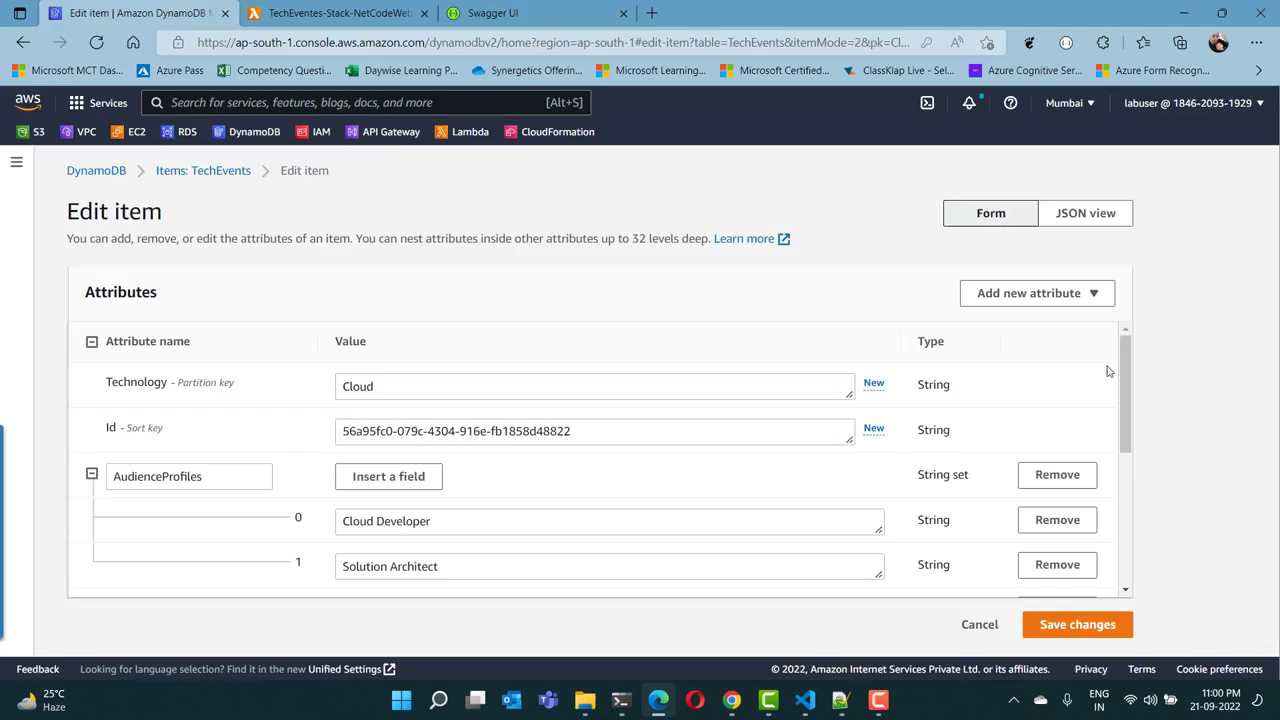 Edit item | Amazon DynamoDB
TechEventes-Stack-NetCodeWeb
Swagger UI
https://ap-south-1.console.aws.amazon.com/dynamodbv2/home?region=ap-south-1#edit-item?table=TechEvents&itemMode=2&pk=Cl...
Microsoft MCT Das...
Azure Pass
Competency Questi...
Daywise Learning P...
Synergetics Offerin...
Microsoft Learning...
Microsoft Certified...
ClassKlap Live - Sel...
Azure Cognitive Ser...
Azure Form Recogn...
aws
Services
Search for services, features, blogs, docs, and more
[Alt+S]
Mumbai
labuser @ 1846-2093-1929
S3
VPC
EC2
RDS
DynamoDB
IAM
API Gateway
Lambda
CloudFormation
DynamoDB
Items: TechEvents
Edit item
Edit item
Form
JSON view
You can add, remove, or edit the attributes of an item. You can nest attributes inside other attributes up to 32 levels deep. Learn more
Attributes
Add new attribute
Attribute name
Value
Type
Technology - Partition key
Cloud
New
String
Id - Sort key
56a95fc0-079c-4304-916e-fb1858d48822
New
String
AudienceProfiles
Insert a field
String set
Remove
0
Cloud Developer
String
Remove
1
Solution Architect
String
Remove
Cancel
Save changes
Feedback
Looking for language selection? Find it in the new Unified Settings
© 2022, Amazon Internet Services Private Ltd. or its affiliates.
Privacy
Terms
Cookie preferences
25°C
Haze
ENG
IN
11:00 PM
21-09-2022